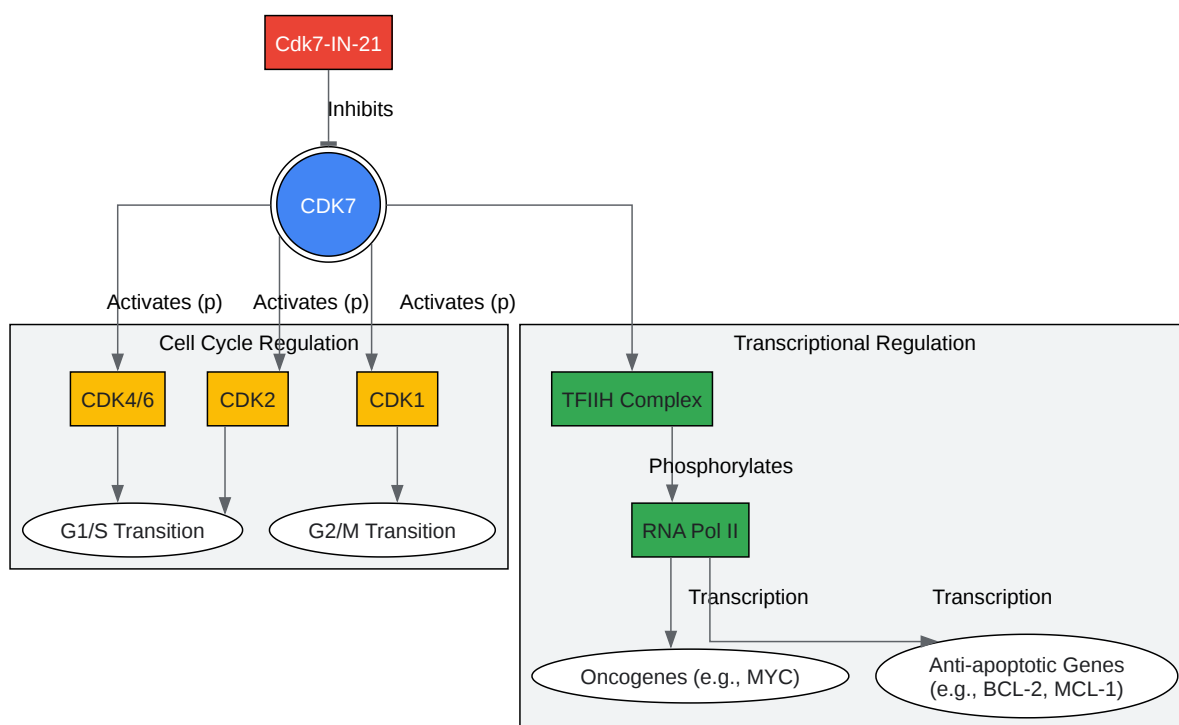 Cdk7-IN-21
Inhibits
CDK7
Activates (p)
Activates (p)
Activates (p)
Cell Cycle Regulation
CDK4/6
CDK2
CDK1
G1/S Transition
G2/M Transition
Transcriptional Regulation
TFIIH Complex
Phosphorylates
RNA Pol II
Transcription
Transcription
Oncogenes (e.g., MYC)
Anti-apoptotic Genes
(e.g., BCL-2, MCL-1)